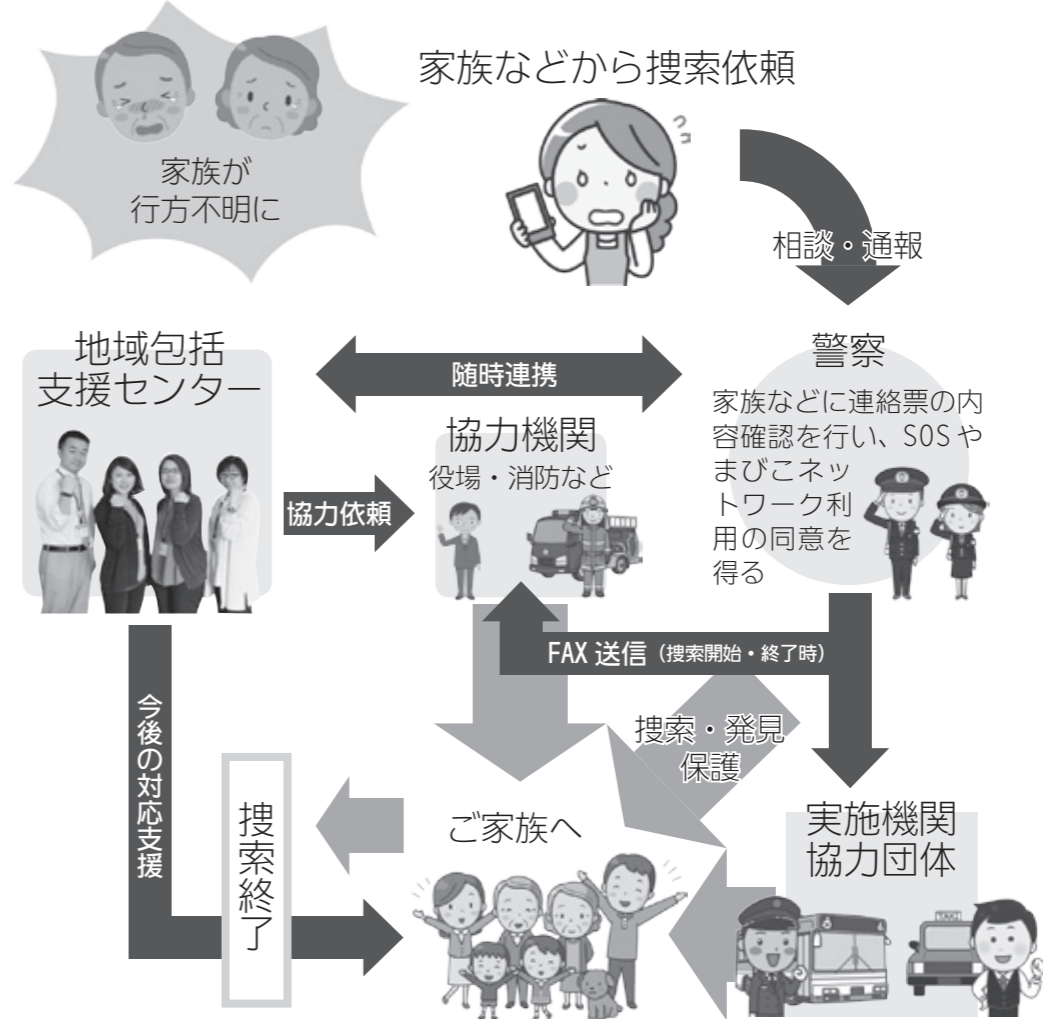 家族が
行方不明に
家族などから捜索依頼
相談・通報
地域包括
支援センター
随時連携
警察
家族などに連絡票の内
容確認を行い、SOSや
まびこネッ
トワーク利
用の同意を
得る
協力機関
役場・消防など
協力依頼
FAX 送信（捜索開始・終了時）
今後の対応支援
捜索・発見
保護
捜索終了
ご家族へ
実施機関
協力団体
TAXI